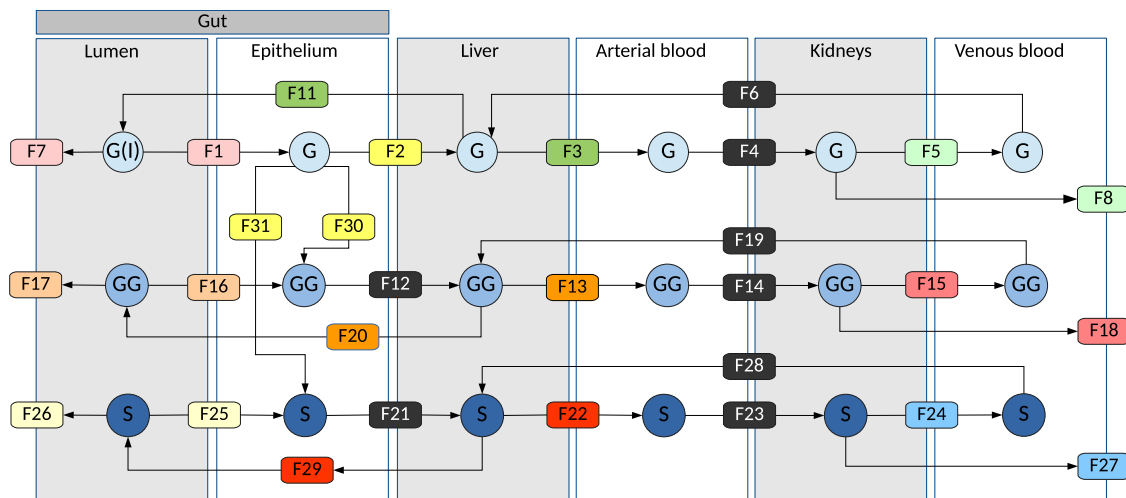 Gut
Lumen Epithelium Liver Arterial blood Kidneys Venous blood
F11 F6
F7 G(I) F1 G F2 G F3 G F4 G F5 G
F8
F31 F30
F19
F17 GG F16 GG F12 GG F13 GG F14 GG F15 GG
F20 F18
F28
F26 S F25 S F21 S F22 S F23 S F24 S
F29 F27